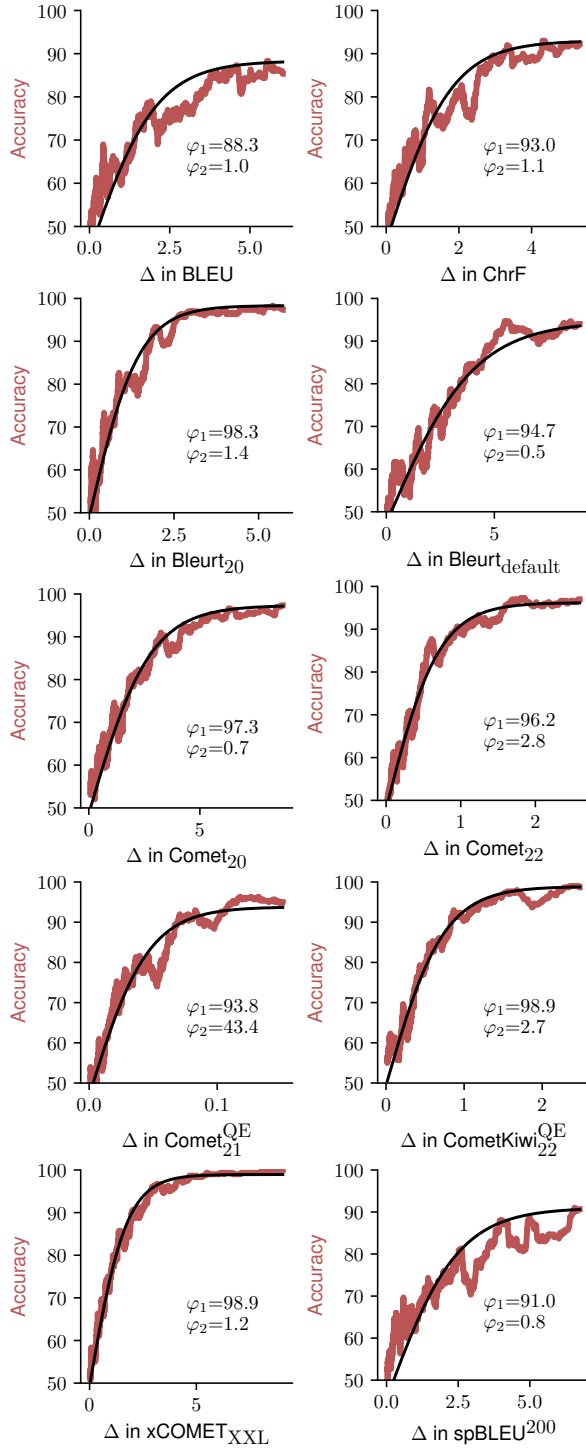 100
90
80
70
60
50
Accuracy
φ1=88.3
φ2=1.0
0.0 2.5 5.0
Δ in BLEU
100
90
80
70
60
50
Accuracy
φ1=93.0
φ2=1.1
0 2 4
Δ in ChrF
100
90
80
70
60
50
Accuracy
φ1=98.3
φ2=1.4
0.0 2.5 5.0
Δ in Bleurt20
100
90
80
70
60
50
Accuracy
φ1=94.7
φ2=0.5
0 5
Δ in Bleurtdefault
100
90
80
70
60
50
Accuracy
φ1=97.3
φ2=0.7
0 5
Δ in Comet20
100
90
80
70
60
50
Accuracy
φ1=96.2
φ2=2.8
0 1 2
Δ in Comet22
100
90
80
70
60
50
Accuracy
φ1=93.8
φ2=43.4
0.0 0.1
Δ in Comet21QE
100
90
80
70
60
50
Accuracy
φ1=98.9
φ2=2.7
0 1 2
Δ in CometKiwi22QE
100
90
80
70
60
50
Accuracy
φ1=98.9
φ2=1.2
0 5
Δ in xCOMETXXL
100
90
80
70
60
50
Accuracy
φ1=91.0
φ2=0.8
0.0 2.5 5.0
Δ in spBLEU200